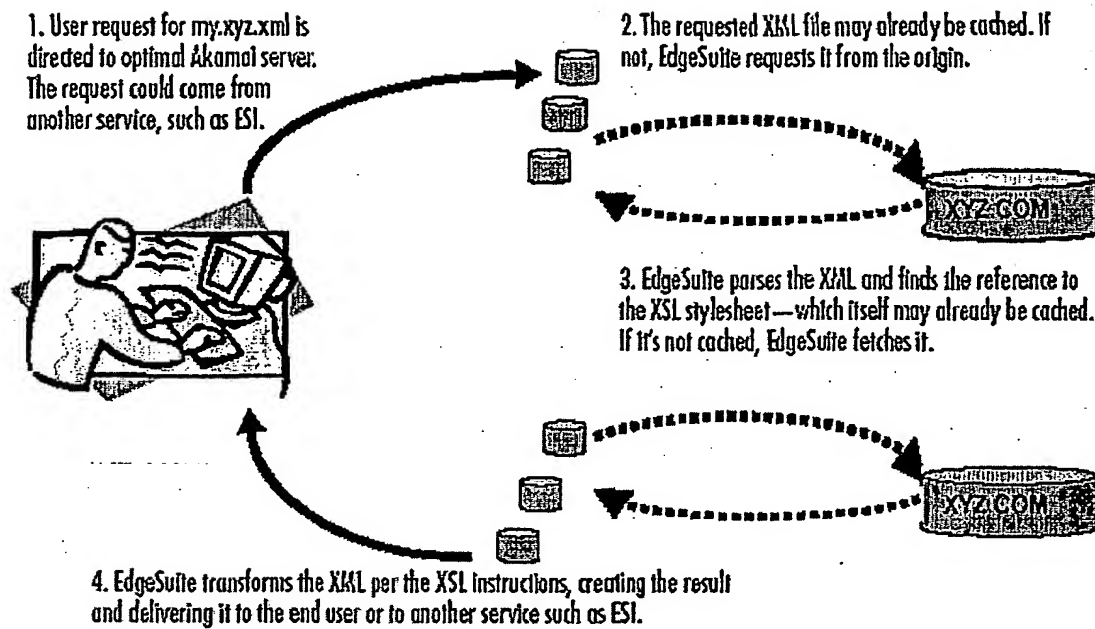 1. User request for my.xyz.xml is
directed to optimal Akamai server.
The request could come from
another service, such as ESI.
2. The requested XML file may already be cached. If
not, EdgeSuite requests it from the origin.
XYZ.COM
3. EdgeSuite parses the XML and finds the reference to
the XSL stylesheet—which itself may already be cached.
If it's not cached, EdgeSuite fetches it.
XYZ.COM
4. EdgeSuite transforms the XML per the XSL instructions, creating the result
and delivering it to the end user or to another service such as ESI.